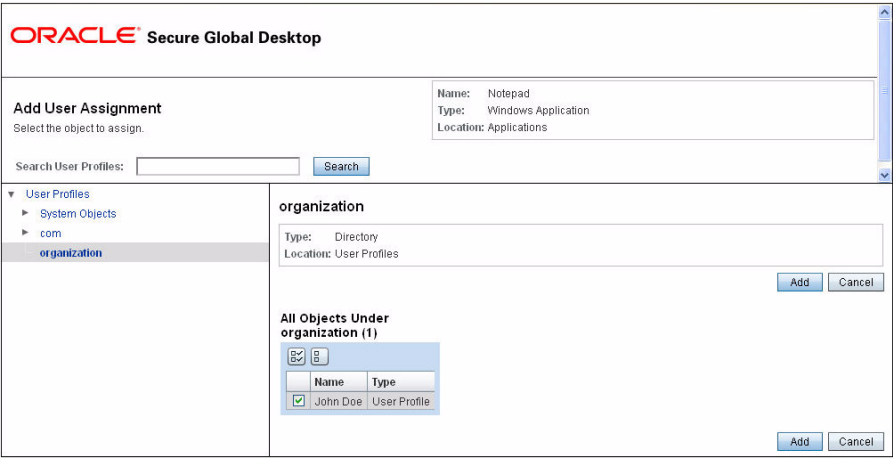 ORACLE Secure Global Desktop
Add User Assignment
Select the object to assign.
Name: Notepad
Type: Windows Application
Location: Applications
Search User Profiles:
Search
User Profiles
System Objects
com
organization
organization
Type: Directory
Location: User Profiles
Add Cancel
All Objects Under
organization (1)
Name Type
John Doe User Profile
Add Cancel